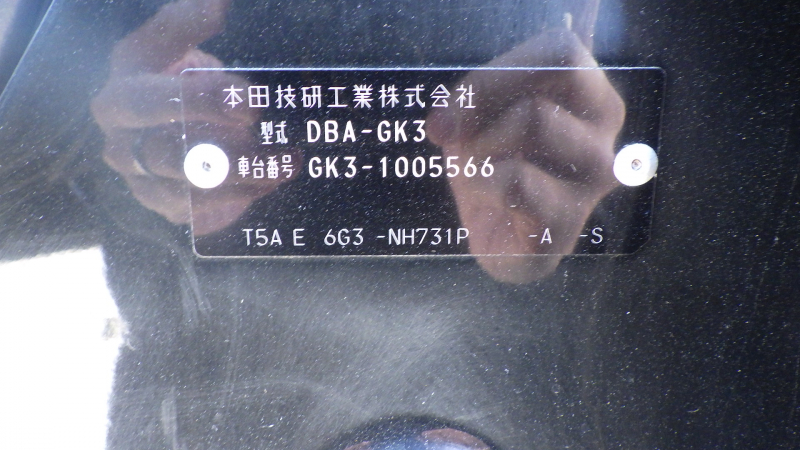 本田技研工業株式会社
型式 DBA-GK3
車台番号 GK3-1005566
T5A E 6G3 -NH731P -A -S